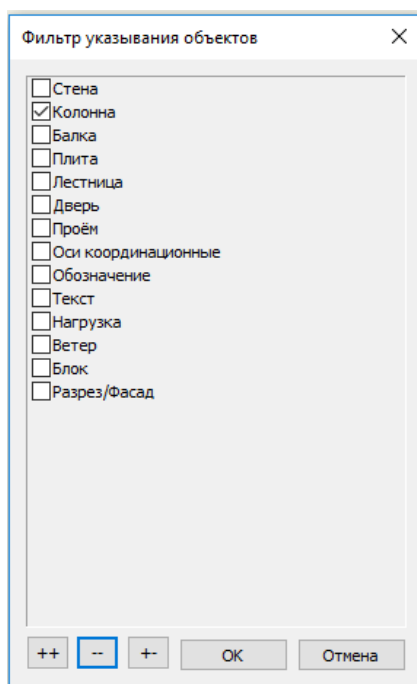 Фильтр указывания объектов
Стена
Колонна
Балка
Плита
Лестница
Дверь
Проём
Оси координационные
Обозначение
Текст
Нагрузка
Ветер
Блок
Разрез/Фасад
++ -- +- OK Отмена